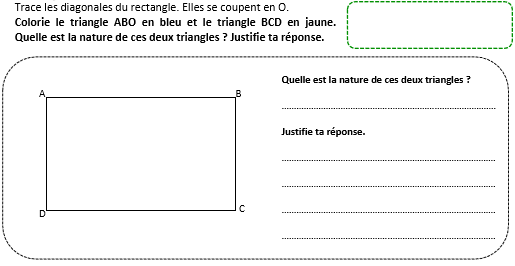 Trace les diagonales du rectangle. Elles se coupent en O.
Colorie le triangle ABO en bleu et le triangle BCD en jaune.
Quelle est la nature de ces deux triangles ? Justifie ta réponse.
A
B
D
C
Quelle est la nature de ces deux triangles ?
Justifie ta réponse.